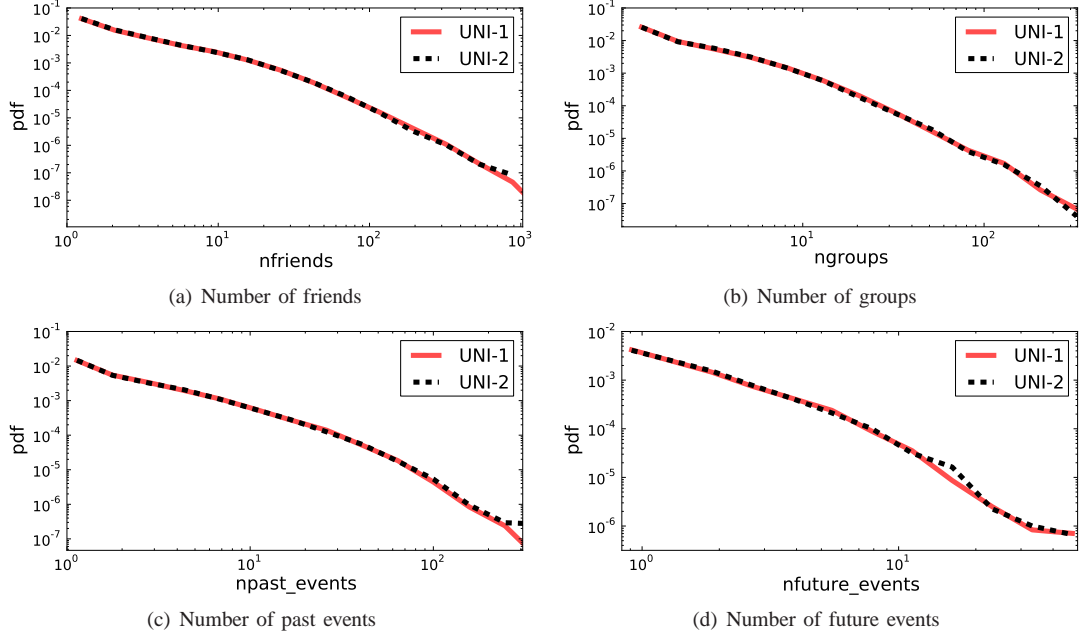 10^-1
10^-2
10^-3
10^-4
10^-5
10^-6
10^-7
10^-8
pdf
UNI-1
UNI-2
10^0 10^1 10^2 10^3
nfriends
(a) Number of friends
10^-1
10^-2
10^-3
10^-4
10^-5
10^-6
10^-7
pdf
UNI-1
UNI-2
10^1 10^2
ngroups
(b) Number of groups
10^-1
10^-2
10^-3
10^-4
10^-5
10^-6
10^-7
pdf
UNI-1
UNI-2
10^0 10^1 10^2
npast_events
(c) Number of past events
10^-2
10^-3
10^-4
10^-5
10^-6
pdf
UNI-1
UNI-2
10^0 10^1
nfuture_events
(d) Number of future events